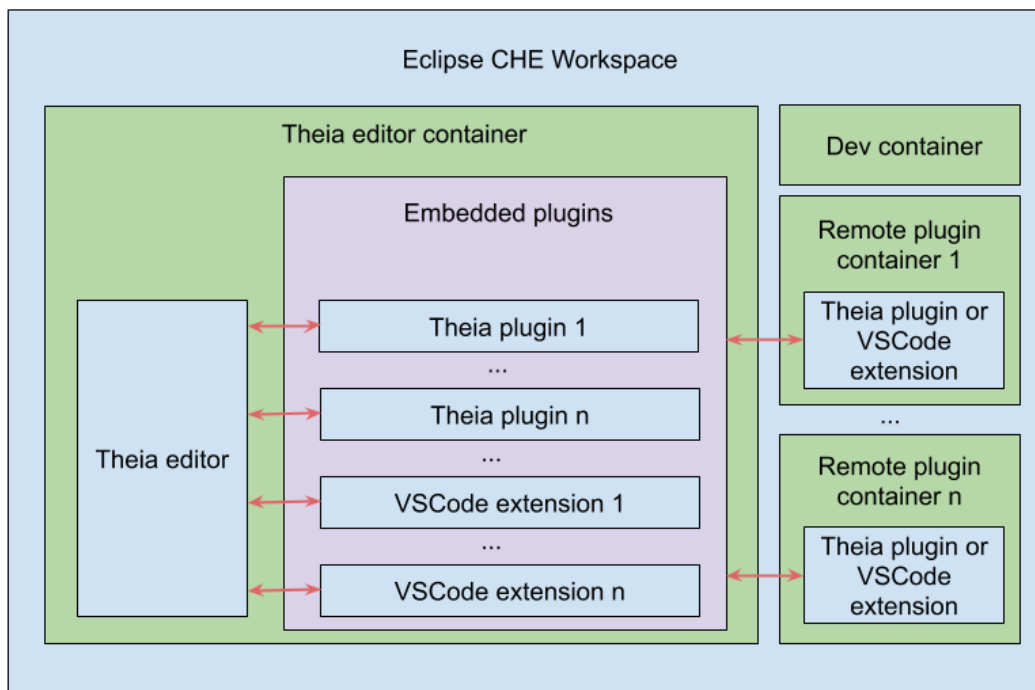 Eclipse CHE Workspace
Theia editor container
Embedded plugins
Theia editor
Theia plugin 1
...
Theia plugin n
...
VSCode extension 1
...
VSCode extension n
Dev container
Remote plugin
container 1
Theia plugin or
VSCode
extension
...
Remote plugin
container n
Theia plugin or
VSCode
extension